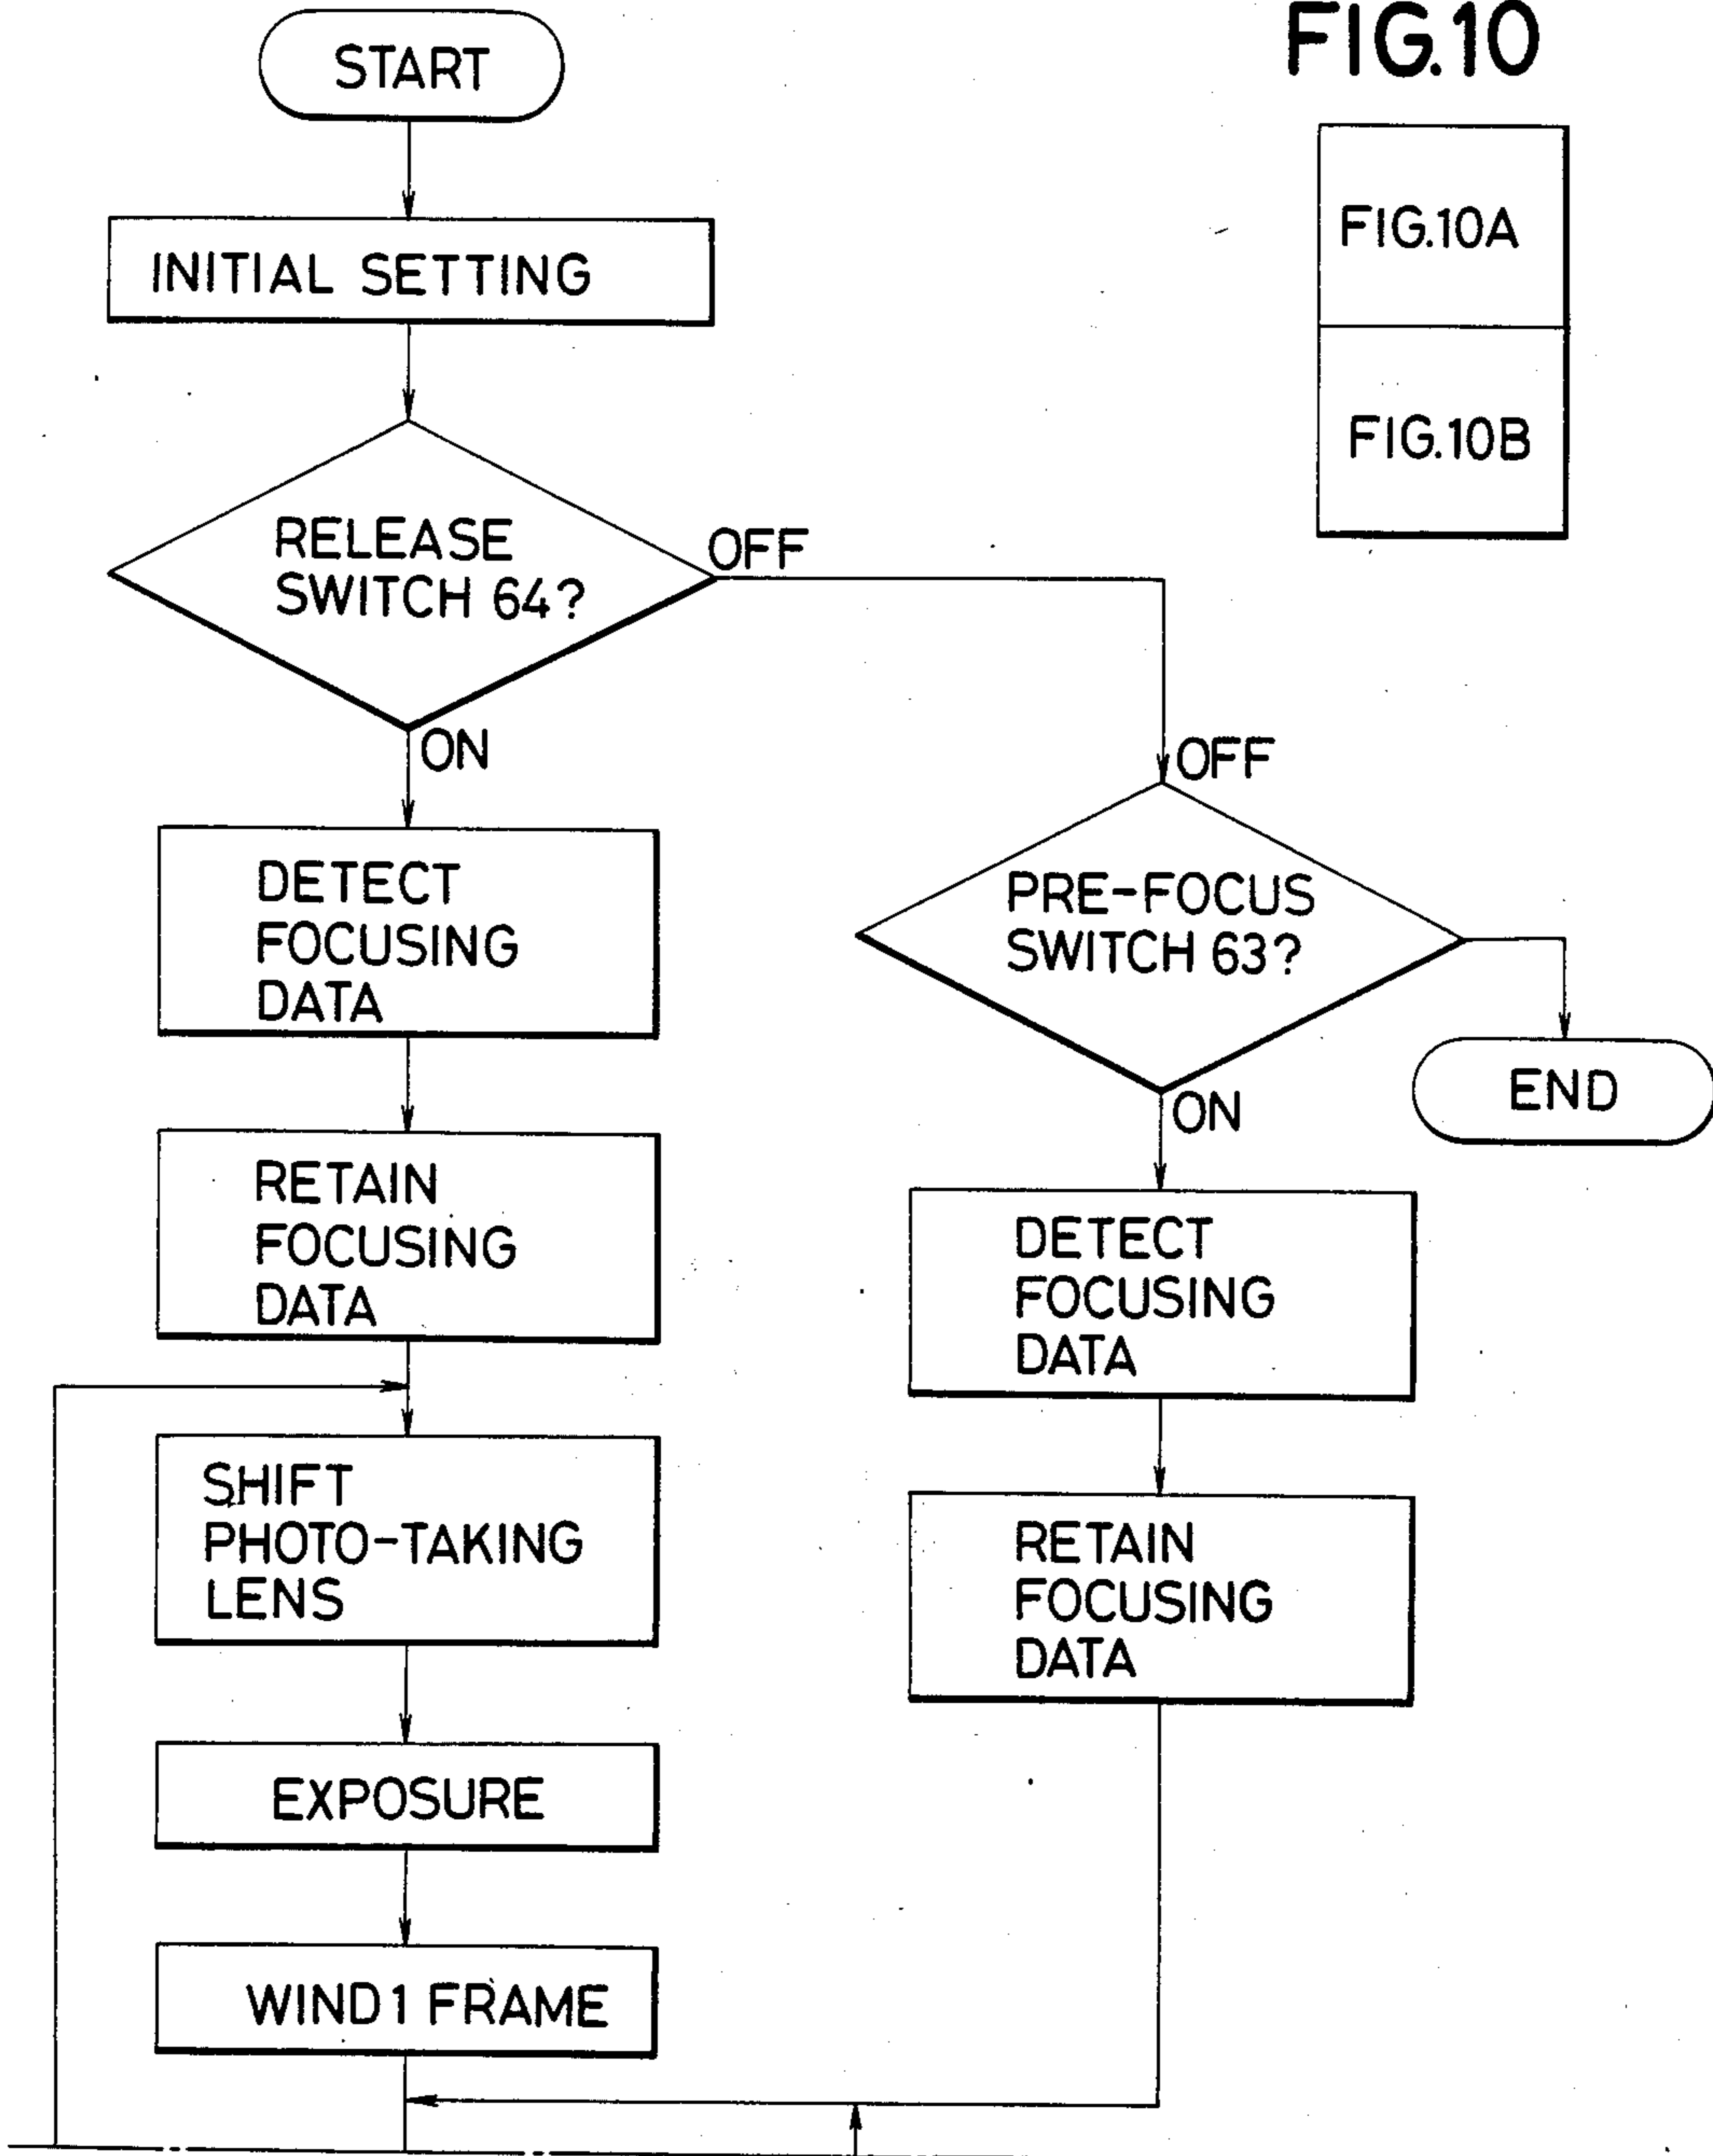 FIG.10
START
FIG.10A
INITIAL SETTING
FIG.10B
RELEASE
SWITCH 64?
OFF
ON
OFF
DETECT
FOCUSING
DATA
PRE-FOCUS
SWITCH 63?
END
ON
RETAIN
FOCUSING
DATA
DETECT
FOCUSING
DATA
SHIFT
PHOTO-TAKING
LENS
RETAIN
FOCUSING
DATA
EXPOSURE
WIND 1 FRAME